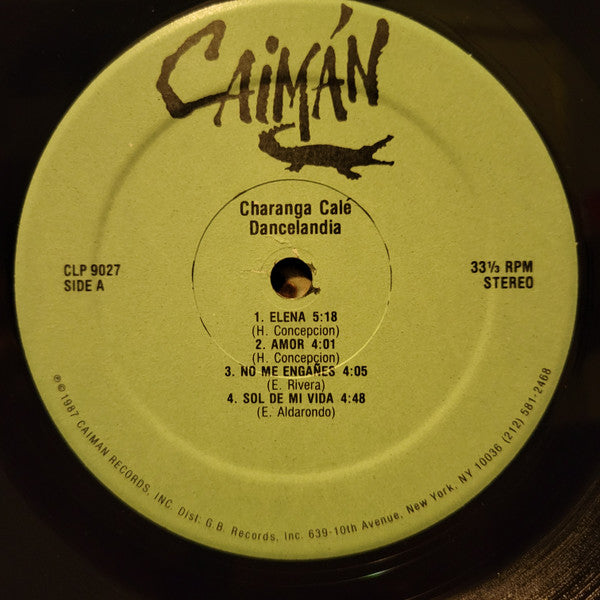 CAIMÁN
Charanga Calé
Dancelandia
CLP 9027
SIDE A
33⅓ RPM
STEREO
1. ELENA 5:18
(H. Concepcion)
2. AMOR 4:01
(H. Concepcion)
3. NO ME ENGAÑES 4:05
(E. Rivera)
4. SOL DE MI VIDA 4:48
(E. Aldarondo)
℗ © 1987 CAIMAN RECORDS, INC. Dist: G.B. Records, Inc. 639-10th Avenue, New York, NY 10036 (212) 581-2468